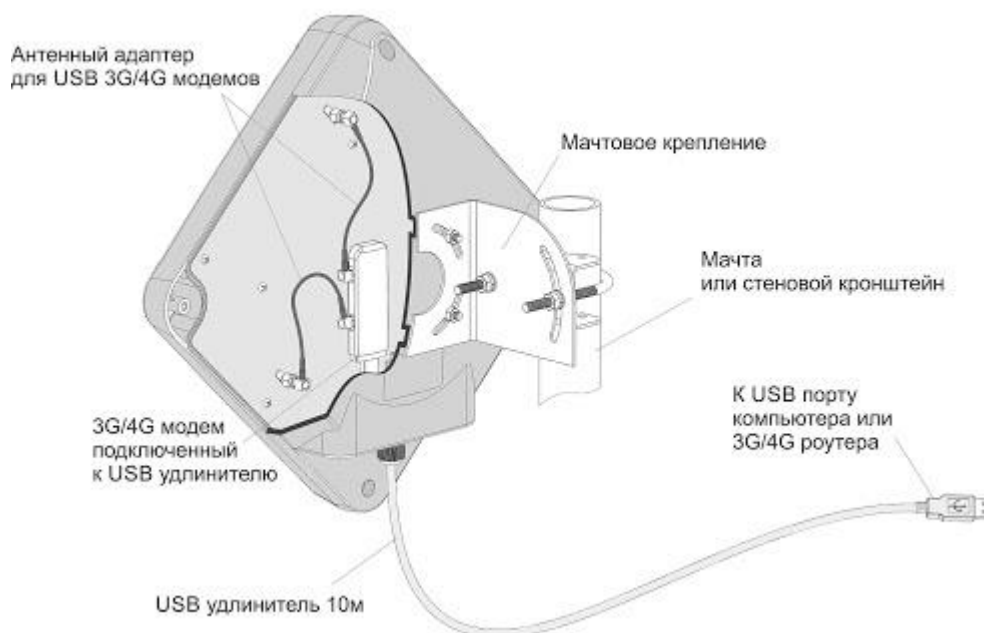 Антенный адаптер
для USB 3G/4G модемов
Мачтовое крепление
Мачта
или стеновой кронштейн
К USB порту
компьютера или
3G/4G роутера
3G/4G модем
подключенный
к USB удлинителю
USB удлинитель 10м